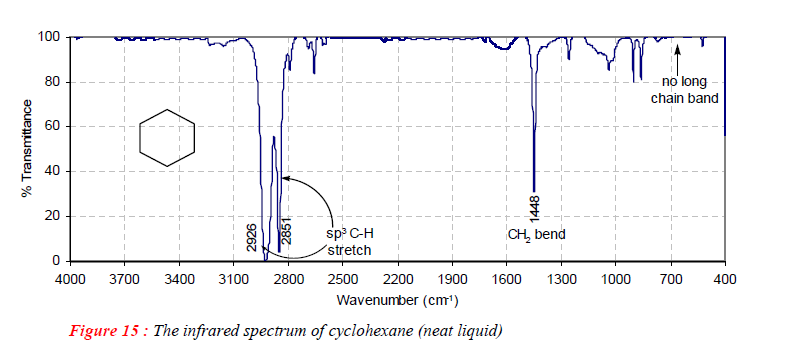 % Transmittance
100
80
60
40
20
0
2926
2851
sp³ C-H
stretch
1448
CH₂ bend
no long
chain band
4000 3700 3400 3100 2800 2500 2200 1900 1600 1300 1000 700 400
Wavenumber (cm⁻¹)
Figure 15 : The infrared spectrum of cyclohexane (neat liquid)